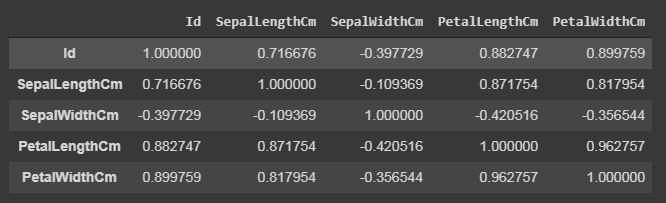 Id SepalLengthCm SepalWidthCm PetalLengthCm PetalWidthCm
Id 1.000000 0.716676 -0.397729 0.882747 0.899759
SepalLengthCm 0.716676 1.000000 -0.109369 0.871754 0.817954
SepalWidthCm -0.397729 -0.109369 1.000000 -0.420516 -0.356544
PetalLengthCm 0.882747 0.871754 -0.420516 1.000000 0.962757
PetalWidthCm 0.899759 0.817954 -0.356544 0.962757 1.000000